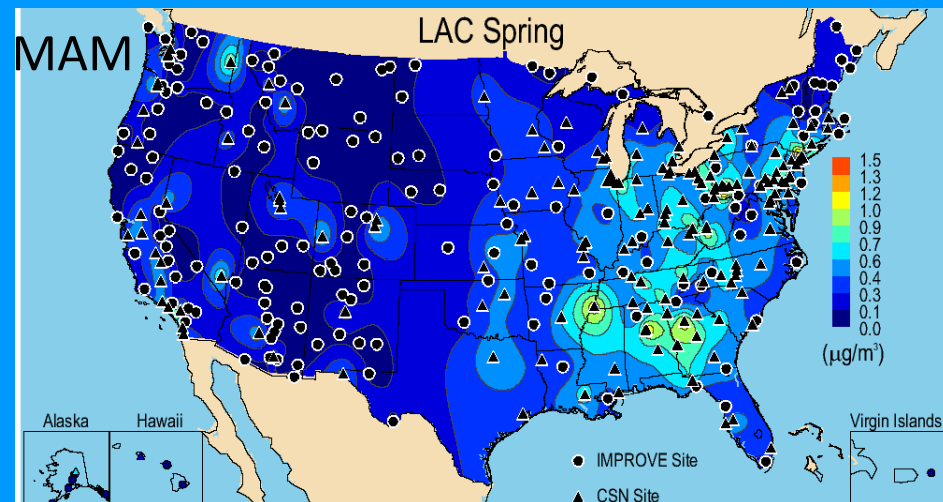 LAC Spring
MAM
1.5
1.3
1.2
1.0
0.9
0.7
0.6
0.4
0.3
0.1
0.0
(µg/m³)
Alaska
Hawaii
Virgin Islands
IMPROVE Site
CSN Site